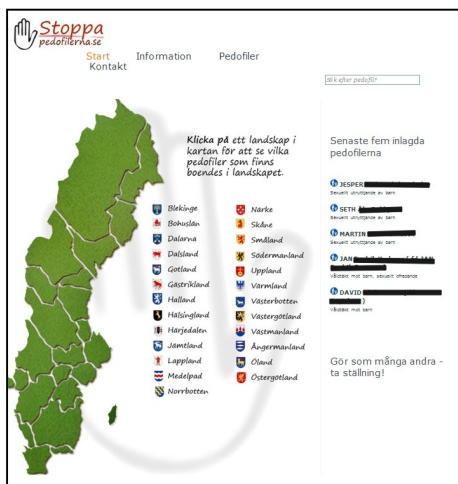 Stoppa
pedofilerna.se
Start Information Pedofiler
Kontakt
Sök efter pedofil*
Klicka på ett landskap i
kartan för att se vilka
pedofiler som finns
boendes i landskapet.
Blekinge
Bohuslän
Dalarna
Dalsland
Gotland
Gästrikland
Halland
Hälsingland
Härjedalen
Jämtland
Lappland
Medelpad
Norrbotten
Närke
Skåne
Småland
Södermanland
Uppland
Värmland
Västerbotten
Västergötland
Västmanland
Ångermanland
Öland
Östergötland
Senaste fem inlagda
pedofilerna
JESPER
Sexuellt utnyttjande av barn
SETH
Sexuellt utnyttjande av barn
MARTIN
Sexuellt utnyttjande av barn
JAN
Våldtäkt mot barn, sexuellt ofredande
DAVID
)
Våldtäkt mot barn
Gör som många andra -
ta ställning!